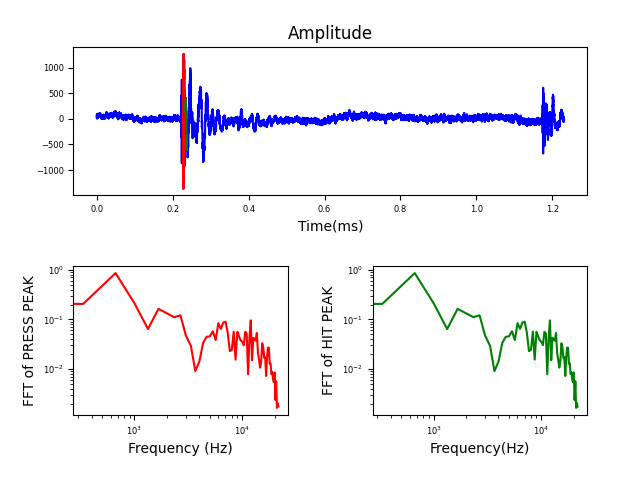 Amplitude
1000
500
0
−500
−1000
0.0 0.2 0.4 0.6 0.8 1.0 1.2
Time(ms)
FFT of PRESS PEAK
10⁰
10⁻¹
10⁻²
10³ 10⁴
Frequency (Hz)
FFT of HIT PEAK
10⁰
10⁻¹
10⁻²
10³ 10⁴
Frequency(Hz)